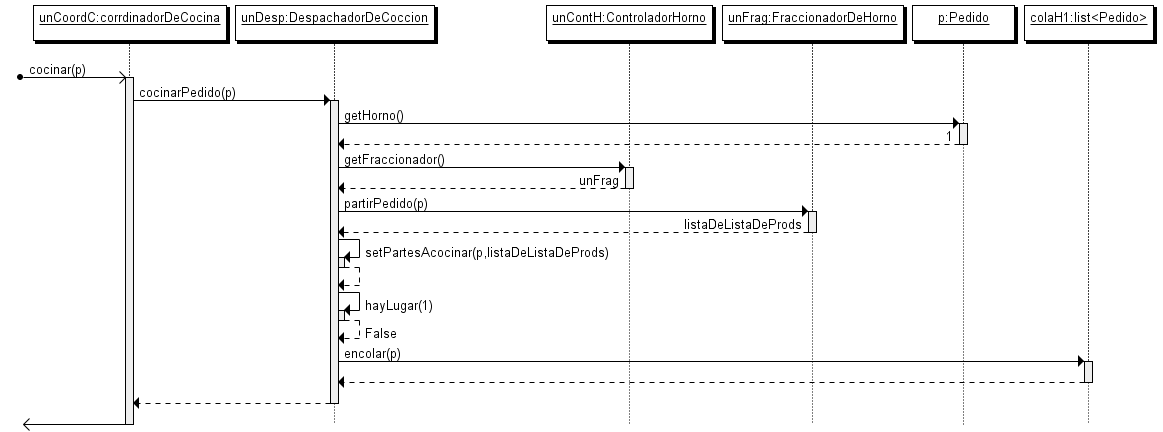 unCoordC:corrdinadorDeCocina unDesp:DespachadorDeCoccion unContH:ControladorHorno unFrag:FraccionadorDeHorno p:Pedido colaH1:list<Pedido>
cocinar(p)
cocinarPedido(p)
getHorno()
1
getFraccionador()
unFrag
partirPedido(p)
listaDeListaDeProds
setPartesAcocinar(p,listaDeListaDeProds)
hayLugar(1)
False
encolar(p)